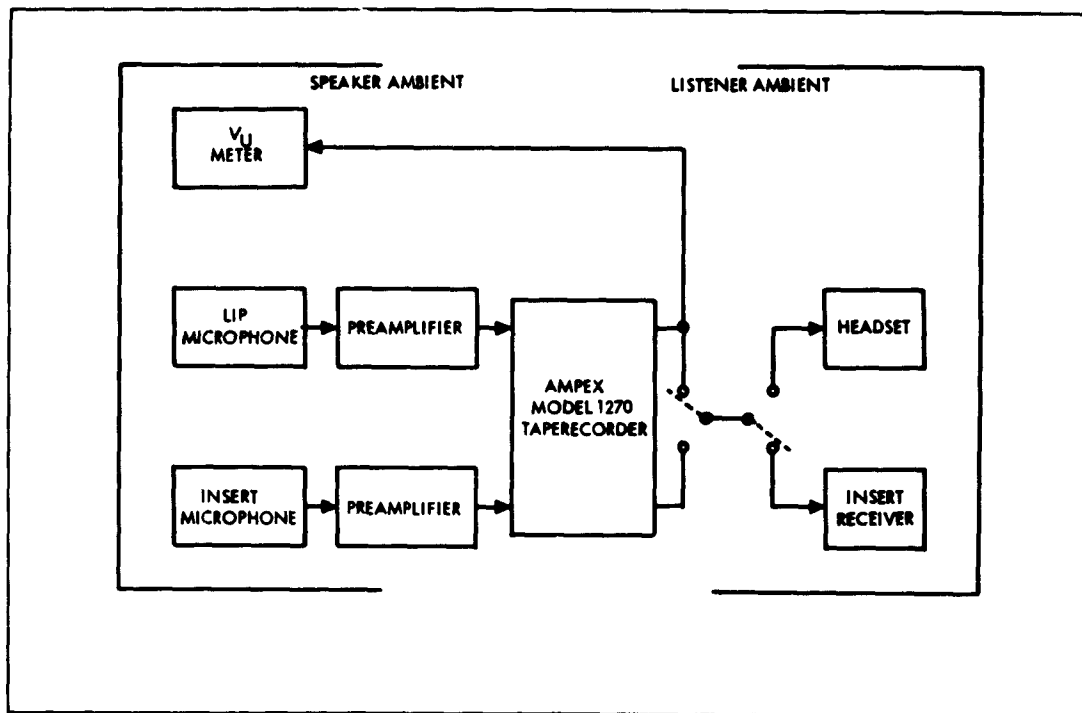 SPEAKER AMBIENT
LISTENER AMBIENT
VU
METER
LIP
MICROPHONE
PREAMPLIFIER
AMPEX
MODEL 1270
TAPERECORDER
HEADSET
INSERT
MICROPHONE
PREAMPLIFIER
INSERT
RECEIVER